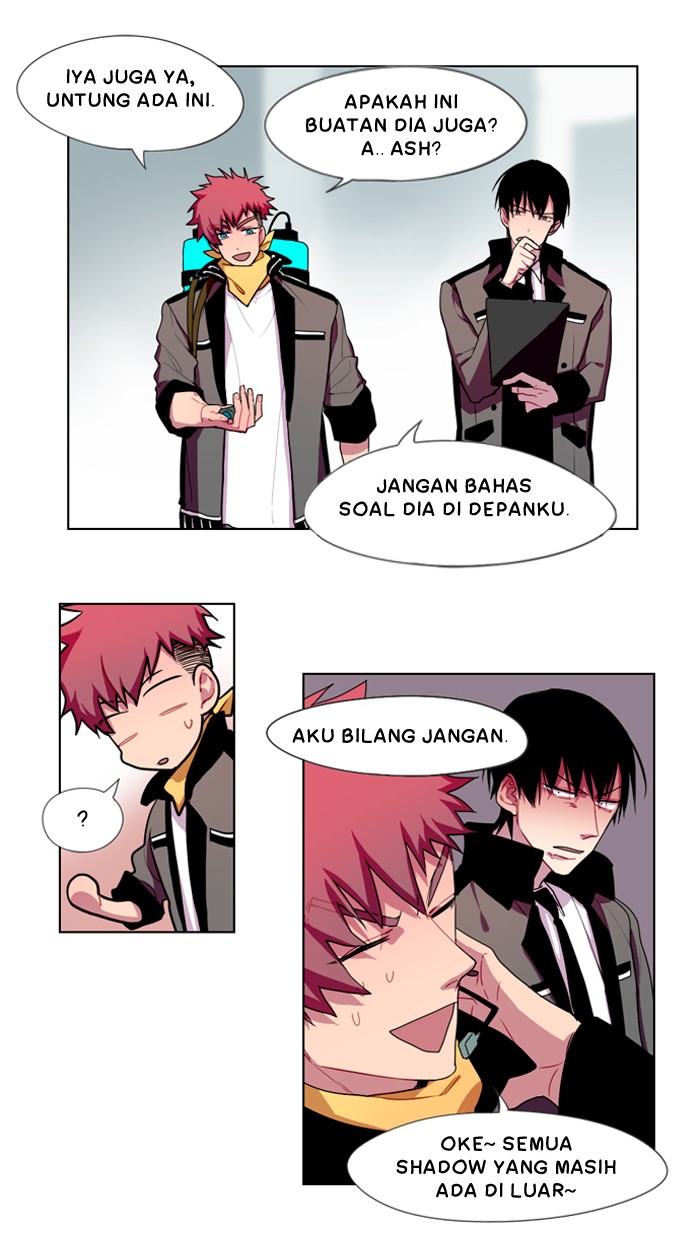 IYA JUGA YA,
UNTUNG ADA INI.
APAKAH INI
BUATAN DIA JUGA?
A.. ASH?
JANGAN BAHAS
SOAL DIA DI DEPANKU.
?
AKU BILANG JANGAN.
OKE~ SEMUA
SHADOW YANG MASIH
ADA DI LUAR~